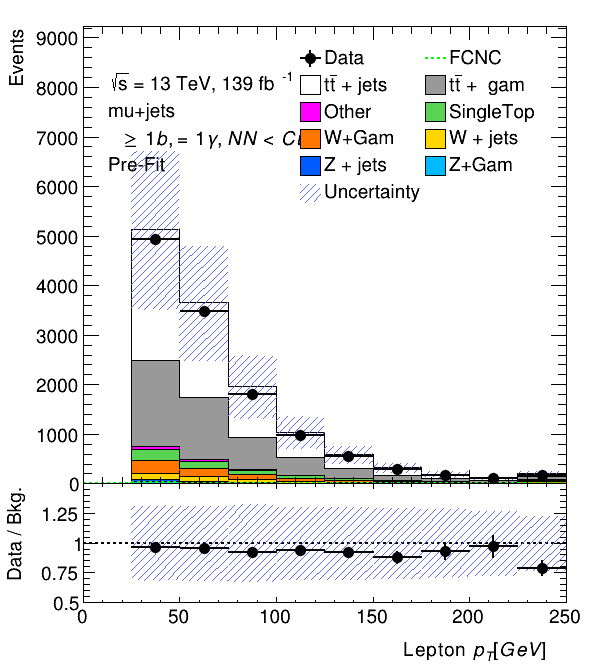 Events
9000
8000
7000
6000
5000
4000
3000
2000
1000
0
√s = 13 TeV, 139 fb⁻¹
mu+jets
≥ 1b, = 1γ, NN <
Pre-Fit
Data
FCNC
tt̄ + jets
tt̄ + gam
Other
SingleTop
W+Gam
W + jets
Z + jets
Z+Gam
Uncertainty
Data / Bkg.
1.25
1
0.75
0.5
0 50 100 150 200 250
Lepton p_T[GeV]